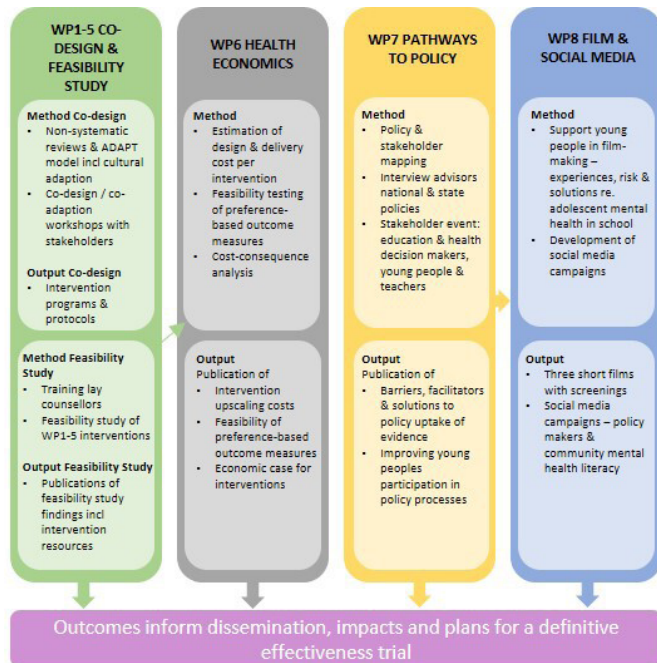 WP1-5 CO-
DESIGN &
FEASIBILITY
STUDY
Method Co-design
• Non-systematic
reviews & ADAPT
model incl cultural
adaption
• Co-design / co-
adaption
workshops with
stakeholders
Output Co-design
• Intervention
programs &
protocols
Method Feasibility
Study
• Training lay
counsellors
• Feasibility study of
WP1-5 interventions
Output Feasibility Study
• Publications of
feasibility study
findings incl
intervention
resources
WP6 HEALTH
ECONOMICS
Method
• Estimation of
design & delivery
cost per
intervention
• Feasibility testing
of preference-
based outcome
measures
• Cost-consequence
analysis
Output
Publication of
• Intervention
upscaling costs
• Feasibility of
preference-based
outcome measures
• Economic case for
interventions
WP7 PATHWAYS
TO POLICY
Method
• Policy &
stakeholder
mapping
• Interview advisors
national & state
policies
• Stakeholder event:
education & health
decision makers,
young people &
teachers
Output
Publication of
• Barriers, facilitators
& solutions to
policy uptake of
evidence
• Improving young
peoples
participation in
policy processes
WP8 FILM &
SOCIAL MEDIA
Method
• Support young
people in film-
making –
experiences, risk &
solutions re.
adolescent mental
health in school
• Development of
social media
campaigns
Output
• Three short films
with screenings
• Social media
campaigns – policy
makers &
community mental
health literacy
Outcomes inform dissemination, impacts and plans for a definitive
effectiveness trial